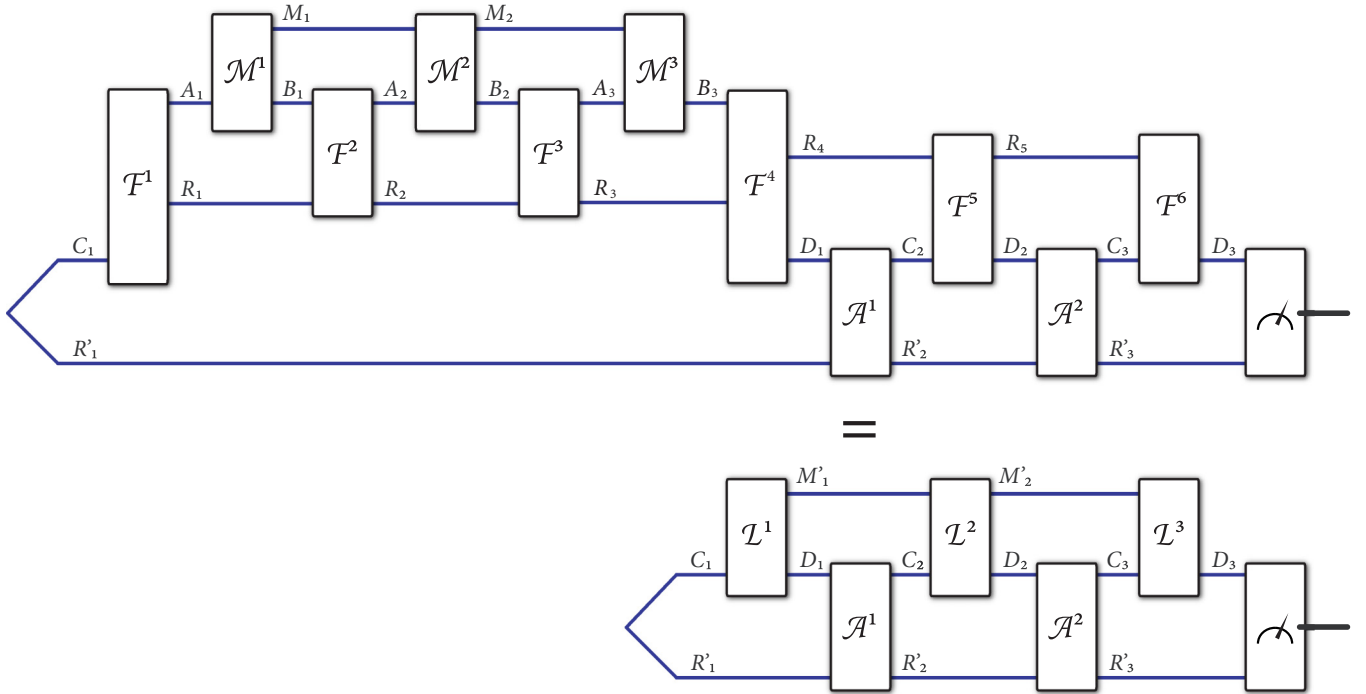 M₁ M₂
ℳ¹ ℳ² ℳ³
A₁ B₁ A₂ B₂ A₃ B₃
ℱ¹ ℱ² ℱ³ ℱ⁴
R₄ R₅
R₁ R₂ R₃
ℱ⁵ ℱ⁶
C₁ D₁ C₂ D₂ C₃ D₃
𝒜¹ 𝒜²
R'₁ R'₂ R'₃
=
M'₁ M'₂
ℒ¹ ℒ² ℒ³
C₁ D₁ C₂ D₂ C₃ D₃
𝒜¹ 𝒜²
R'₁ R'₂ R'₃